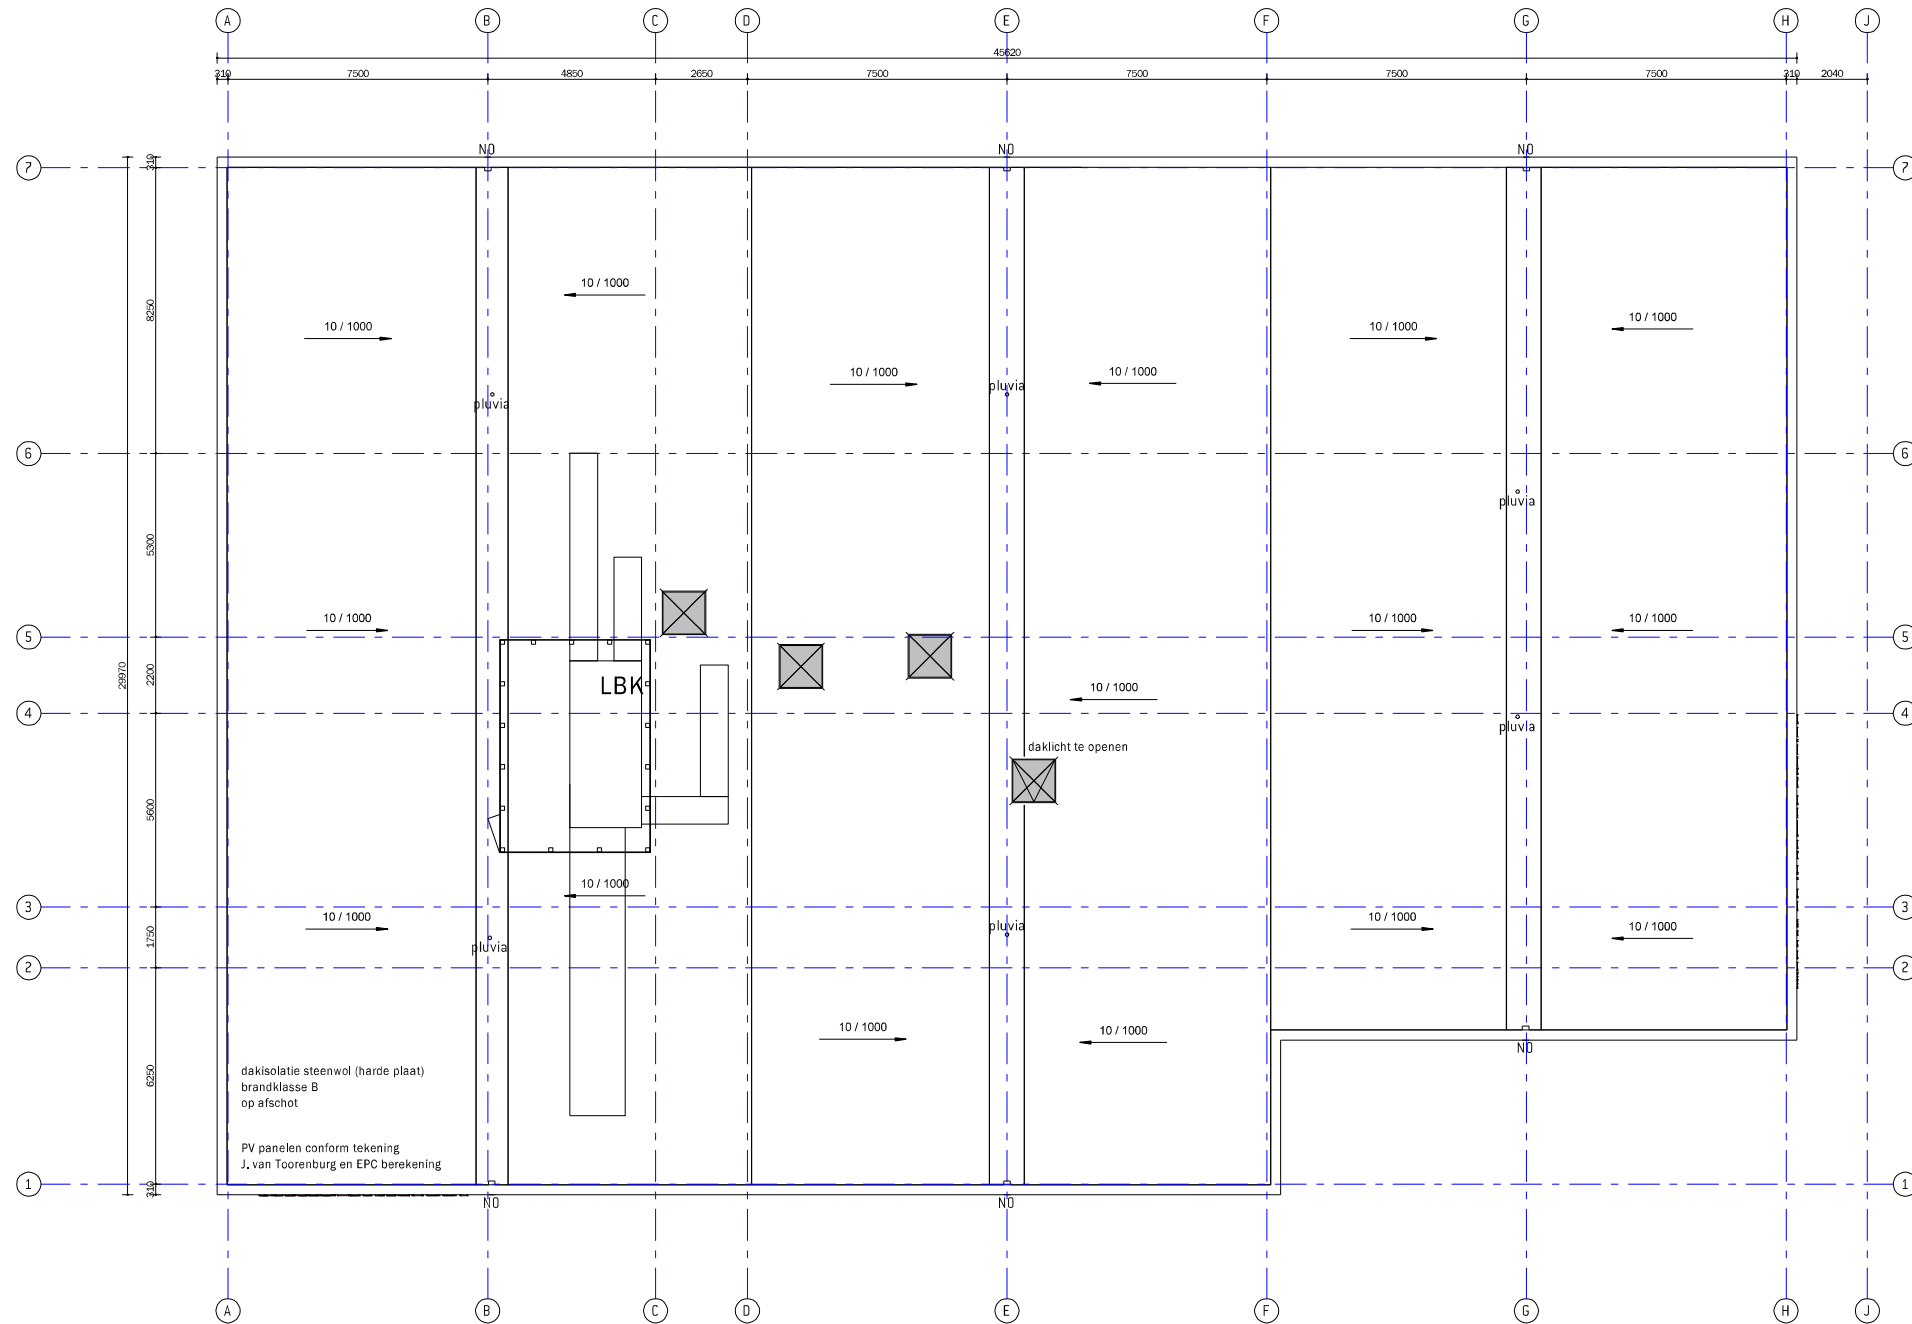 A B C D E F G H J
45620
310 7500 4850 2650 7500 7500 7500 7500 310 2040
NO NO NO
7 310 7
10 / 1000
8250
10 / 1000 10 / 1000 10 / 1000
10 / 1000 10 / 1000
pluvia
pluvia
6 6
pluvia
5300
10 / 1000 10 / 1000 10 / 1000
5 5
29970 2200
LBK
10 / 1000
4 4
pluvia
daklicht te openen
5600
10 / 1000
3 3
10 / 1000 10 / 1000 10 / 1000
pluvia
1750
pluvia
2 2
10 / 1000 10 / 1000
NO
6250
dakisolatie steenwol (harde plaat)
brandklasse B
op afschot
PV panelen conform tekening
J. van Toorenburg en EPC berekening
1 310 1
NO NO
A B C D E F G H J